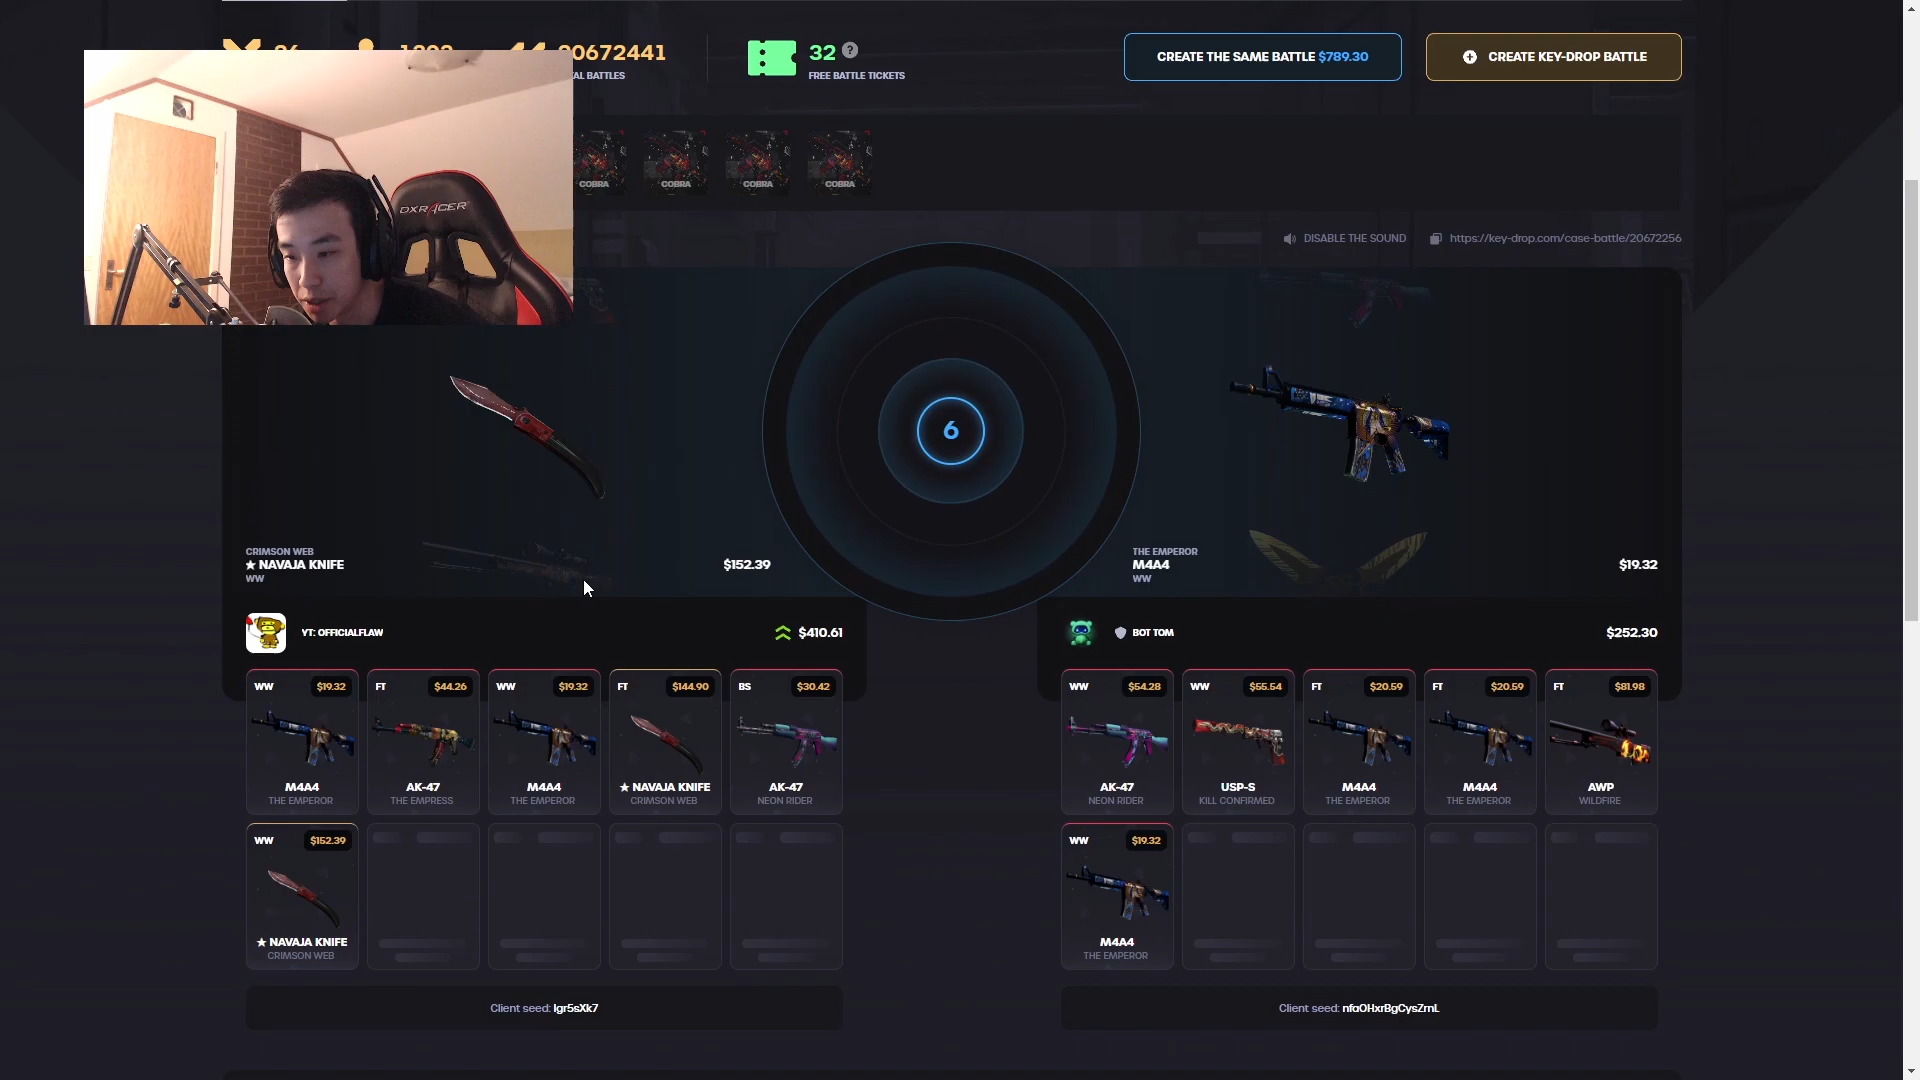 20672441
AL BATTLES
32 ?
FREE BATTLE TICKETS
CREATE THE SAME BATTLE $789.30
CREATE KEY-DROP BATTLE
COBRA
COBRA
COBRA
COBRA
DISABLE THE SOUND
https://key-drop.com/case-battle/20672256
DXRACER
6
CRIMSON WEB
★ NAVAJA KNIFE
WW
$152.39
THE EMPEROR
M4A4
WW
$19.32
YT: OFFICIALFLAW
$410.61
BOT TOM
$252.30
WW $19.32
M4A4
THE EMPEROR
FT $44.26
AK-47
THE EMPRESS
WW $19.32
M4A4
THE EMPEROR
FT $144.90
★ NAVAJA KNIFE
CRIMSON WEB
BS $30.42
AK-47
NEON RIDER
WW $152.39
★ NAVAJA KNIFE
CRIMSON WEB
Client seed: lgr5sXk7
WW $54.28
AK-47
NEON RIDER
WW $55.54
USP-S
KILL CONFIRMED
FT $20.59
M4A4
THE EMPEROR
FT $20.59
M4A4
THE EMPEROR
FT $81.98
AWP
WILDFIRE
WW $19.32
M4A4
THE EMPEROR
Client seed: nfaOHxrBgCysZrnL